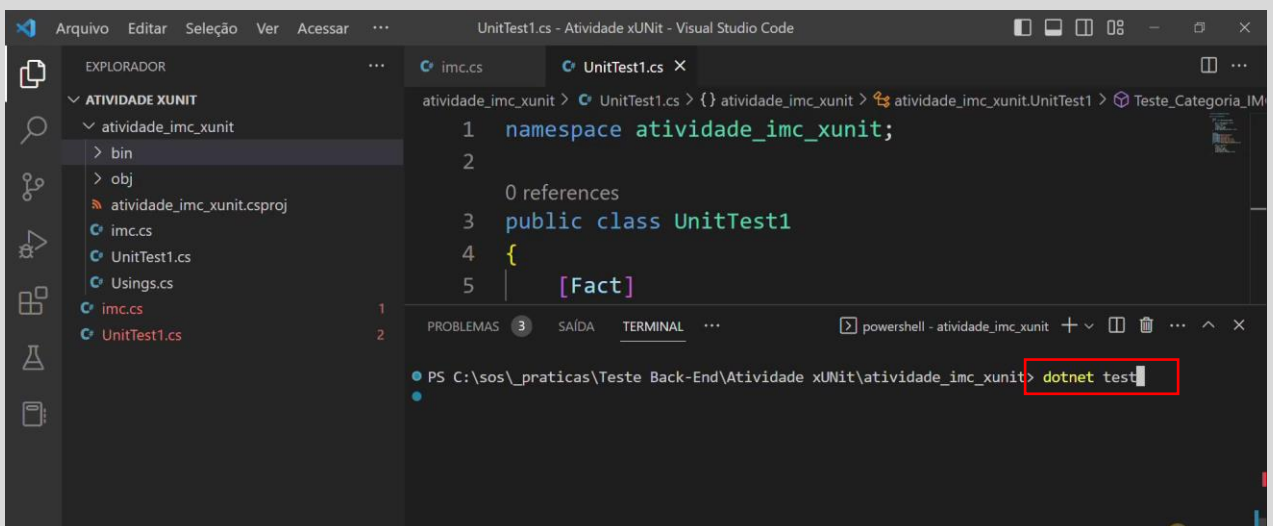 Arquivo Editar Seleção Ver Acessar ··· UnitTest1.cs - Atividade xUNit - Visual Studio Code
EXPLORADOR ···
ATIVIDADE XUNIT
atividade_imc_xunit
bin
obj
atividade_imc_xunit.csproj
imc.cs
UnitTest1.cs
Usings.cs
imc.cs 1
UnitTest1.cs 2
imc.cs UnitTest1.cs
atividade_imc_xunit > UnitTest1.cs > {} atividade_imc_xunit > atividade_imc_xunit.UnitTest1 > Teste_Categoria_IM
1 namespace atividade_imc_xunit;
2
0 references
3 public class UnitTest1
4 {
5 [Fact]
PROBLEMAS 3 SAÍDA TERMINAL ··· powershell - atividade_imc_xunit
PS C:\sos\_praticas\Teste Back-End\Atividade xUNit\atividade_imc_xunit> dotnet test